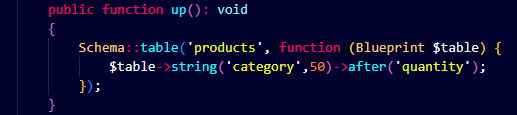 public function up(): void
{
Schema::table('products', function (Blueprint $table) {
$table->string('category',50)->after('quantity');
});
}